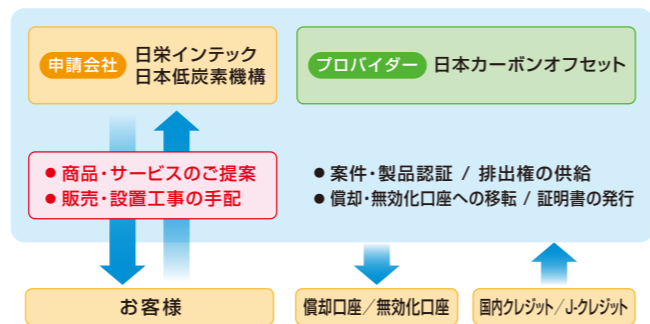 申請会社
日栄インテック
日本低炭素機構
プロバイダー 日本カーボンオフセット
● 商品・サービスのご提案
● 販売・設置工事の手配
● 案件・製品認証 / 排出権の供給
● 償却・無効化口座への移転 / 証明書の発行
お客様
償却口座/無効化口座
国内クレジット/J-クレジット